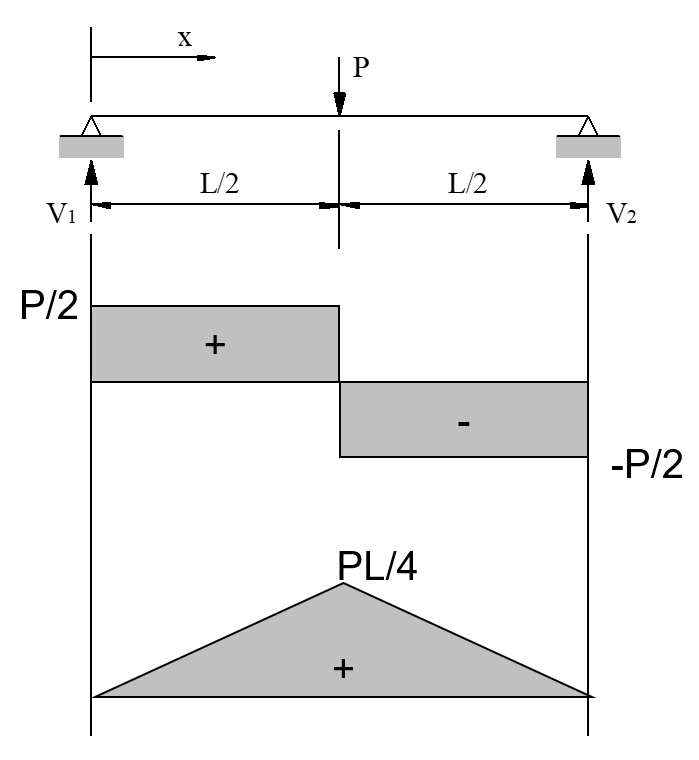 x
P
L/2 L/2
V₁ V₂
P/2
+
-
-P/2
PL/4
+